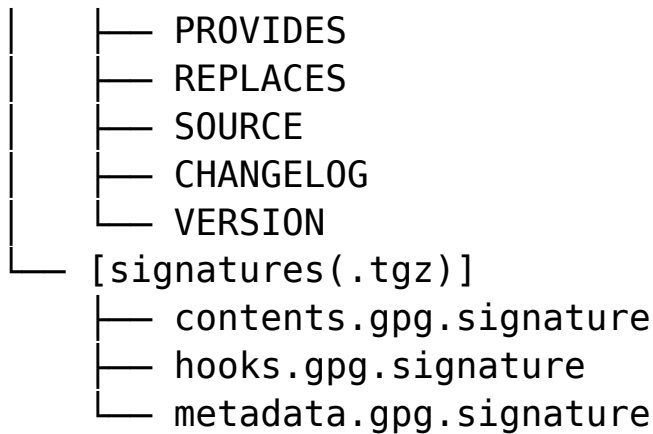 │   ├── PROVIDES
│   ├── REPLACES
│   ├── SOURCE
│   ├── CHANGELOG
│   └── VERSION
└── [signatures(.tgz)]
    ├── contents.gpg.signature
    ├── hooks.gpg.signature
    └── metadata.gpg.signature